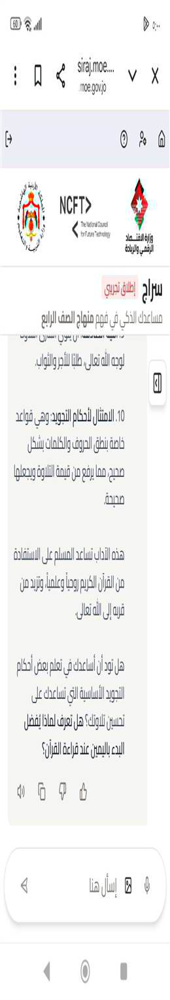 60
siraj.moe....
moe.gov.jo
NCFT>
The National Council
for Future Technology
وزارة الاقتـــصاد
الرقمـي والريادة
سراج إطلاق تجريبي
مساعدك الذكي في فهم منهاج الصف الرابع
لوجه الله تعالى، طلبًا للأجر والثواب.
10. الامتثال لأحكام التجويد: وهي قواعد
خاصة بنطق الحروف والكلمات بشكل
صحيح، مما يرفع من قيمة التلاوة ويجعلها
صحيحة.
هذه الآداب تساعد المسلم على الاستفادة
من القرآن الكريم روحياً وعلمياً، وتزيد من
قربه إلى الله تعالى.
هل تود أن أساعدك في تعلم بعض أحكام
التجويد الأساسية التي تساعدك على
تحسين تلاوتك؟ هل تعرف لماذا يُفضل
البدء باليمين عند قراءة القرآن؟
إسأل هنا